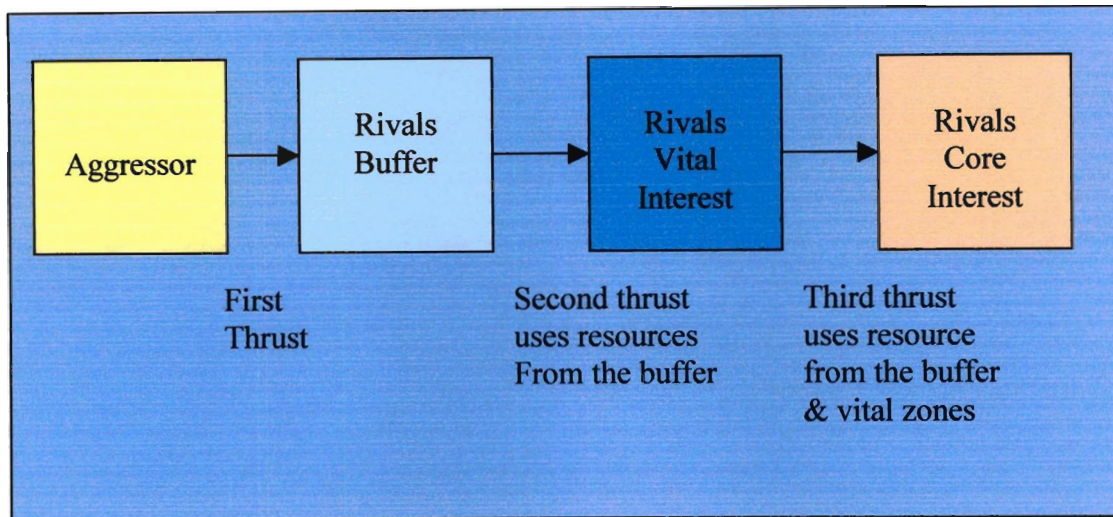 Aggressor
Rivals
Buffer
Rivals
Vital
Interest
Rivals
Core
Interest
First
Thrust
Second thrust
uses resources
From the buffer
Third thrust
uses resource
from the buffer
& vital zones